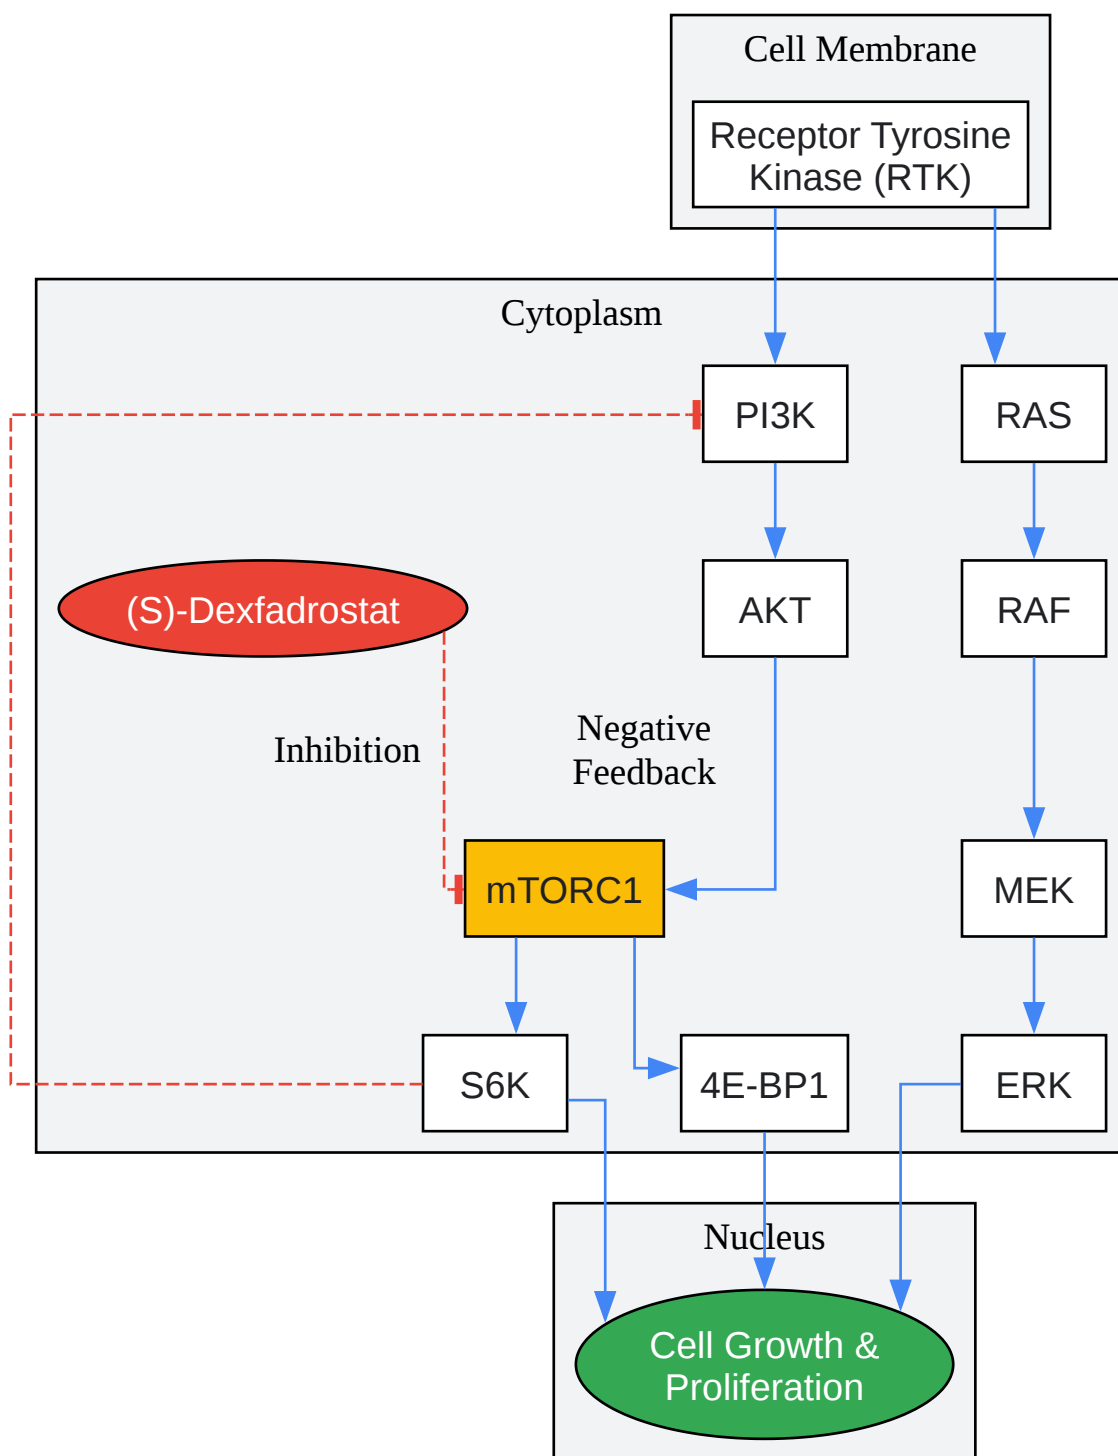 Cell Membrane
Receptor Tyrosine
Kinase (RTK)
Cytoplasm
PI3K
RAS
(S)-Dexfadrostat
AKT
RAF
Inhibition
Negative
Feedback
mTORC1
MEK
S6K
4E-BP1
ERK
Nucleus
Cell Growth &
Proliferation